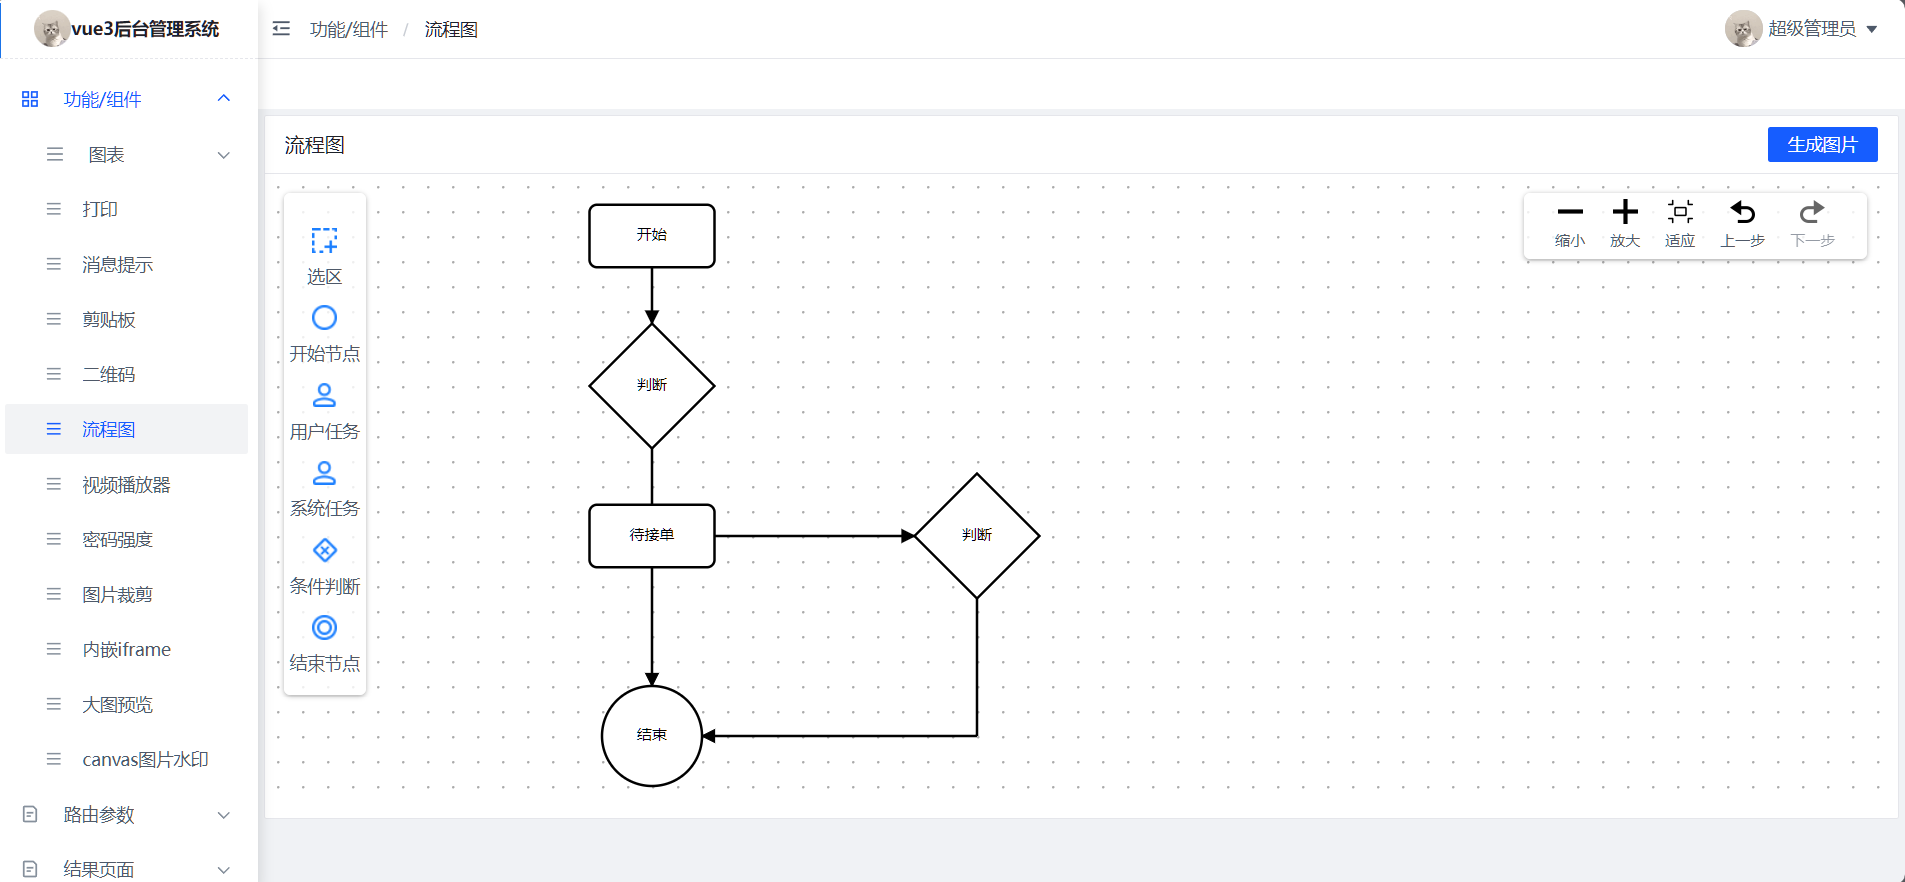 vue3后台管理系统
功能/组件 / 流程图
超级管理员
功能/组件
图表
打印
消息提示
剪贴板
二维码
流程图
视频播放器
密码强度
图片裁剪
内嵌iframe
大图预览
canvas图片水印
路由参数
结果页面
流程图
生成图片
选区
开始节点
用户任务
系统任务
条件判断
结束节点
缩小
放大
适应
上一步
下一步
开始
判断
待接单
判断
结束